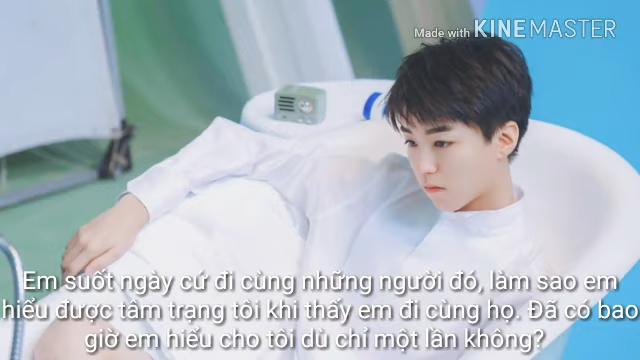 Made with KINEMASTER
Em suốt ngày cứ đi cùng những người đó, làm sao em
hiểu được tâm trạng tôi khi thấy em đi cùng họ. Đã có bao
giờ em hiểu cho tôi dù chỉ một lần không?